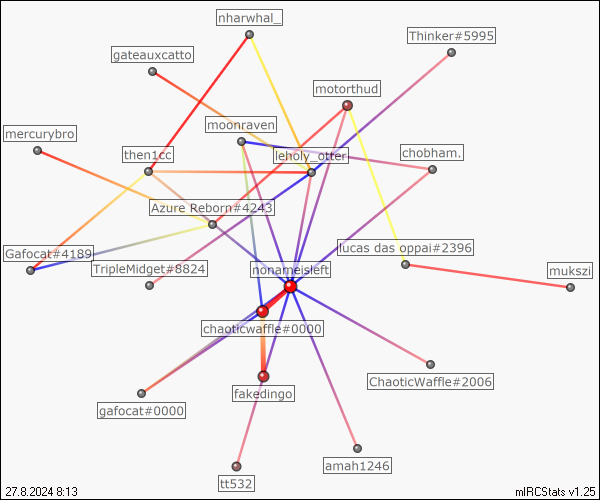 nharwhal_
Thinker#5995
gateauxcatto
motorthud
moonraven
mercurybro
then1cc
leholy_otter
chobham.
Azure Reborn#4243
Gafocat#4189
TripleMidget#8824
nonameisleft
lucas das oppai#2396
mukszi
chaoticwaffle#0000
ChaoticWaffle#2006
gafocat#0000
fakedingo
tt532
amah1246
27.8.2024 8:13
mIRCStats v1.25